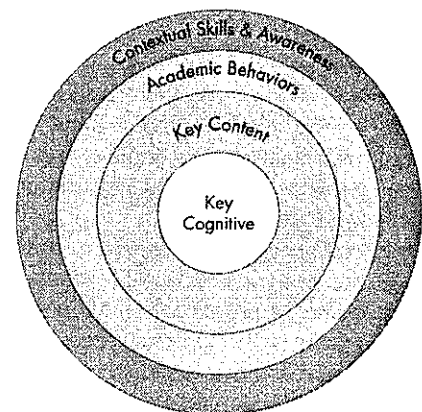 Contextual Skills & Awareness
Academic Behaviors
Key Content
Key
Cognitive